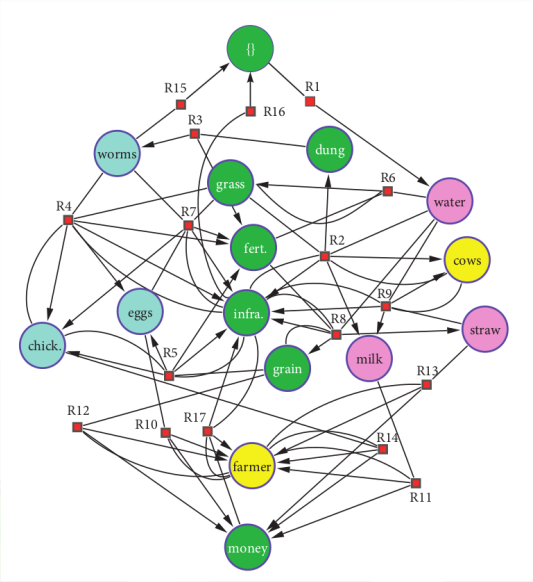 {}
R15
R1
R16
R3
worms
dung
grass
R6
water
R4
R7
fert.
R2
cows
eggs
infra.
R9
R8
straw
chick.
milk
R5
grain
R13
R12
R10
R17
R14
farmer
R11
money